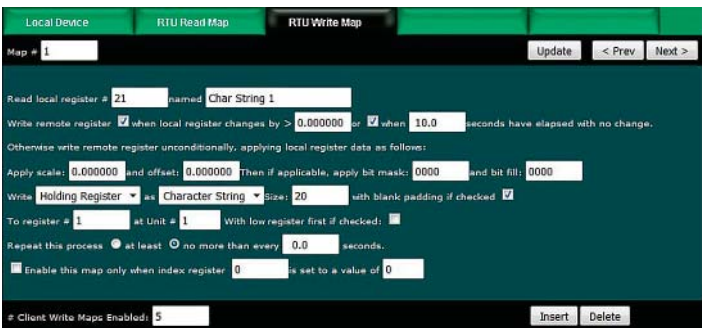 Local Device RTU Read Map RTU Write Map
Map # 1 Update < Prev Next >
Read local register # 21 named Char String 1
Write remote register when local register changes by > 0.000000 or when 10.0 seconds have elapsed with no change.
Otherwise write remote register unconditionally, applying local register data as follows:
Apply scale: 0.000000 and offset: 0.000000 Then if applicable, apply bit mask: 0000 and bit fill: 0000
Write Holding Register as Character String Size: 20 with blank padding if checked
To register # 1 at Unit # 1 With low register first if checked:
Repeat this process at least no more than every 0.0 seconds.
Enable this map only when index register 0 is set to a value of 0
# Client Write Maps Enabled: 5 Insert Delete